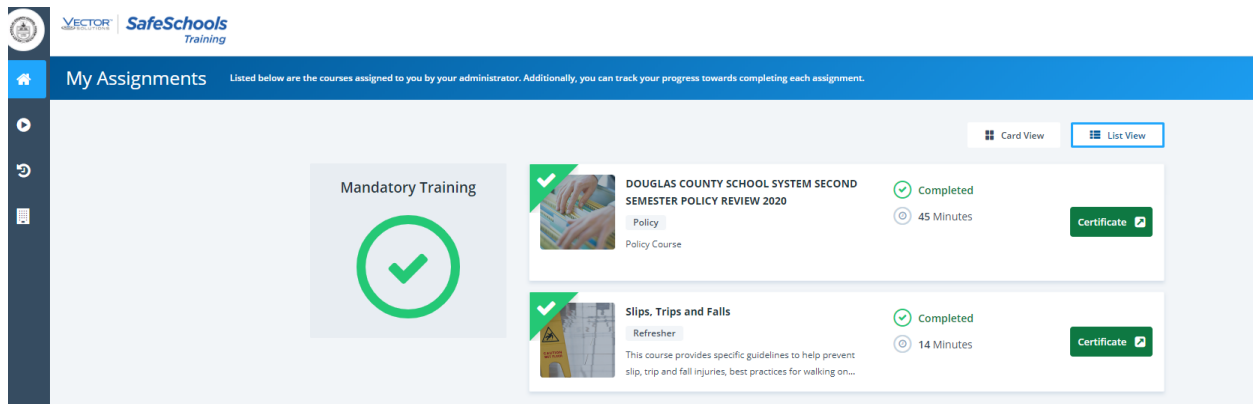 VECTOR SOLUTIONS SafeSchools
Training
My Assignments Listed below are the courses assigned to you by your administrator. Additionally, you can track your progress towards completing each assignment.
Card View List View
Mandatory Training
DOUGLAS COUNTY SCHOOL SYSTEM SECOND
SEMESTER POLICY REVIEW 2020
Policy
Policy Course
Completed
45 Minutes
Certificate
Slips, Trips and Falls
Refresher
This course provides specific guidelines to help prevent
slip, trip and fall injuries, best practices for walking on...
Completed
14 Minutes
Certificate
CAUTION